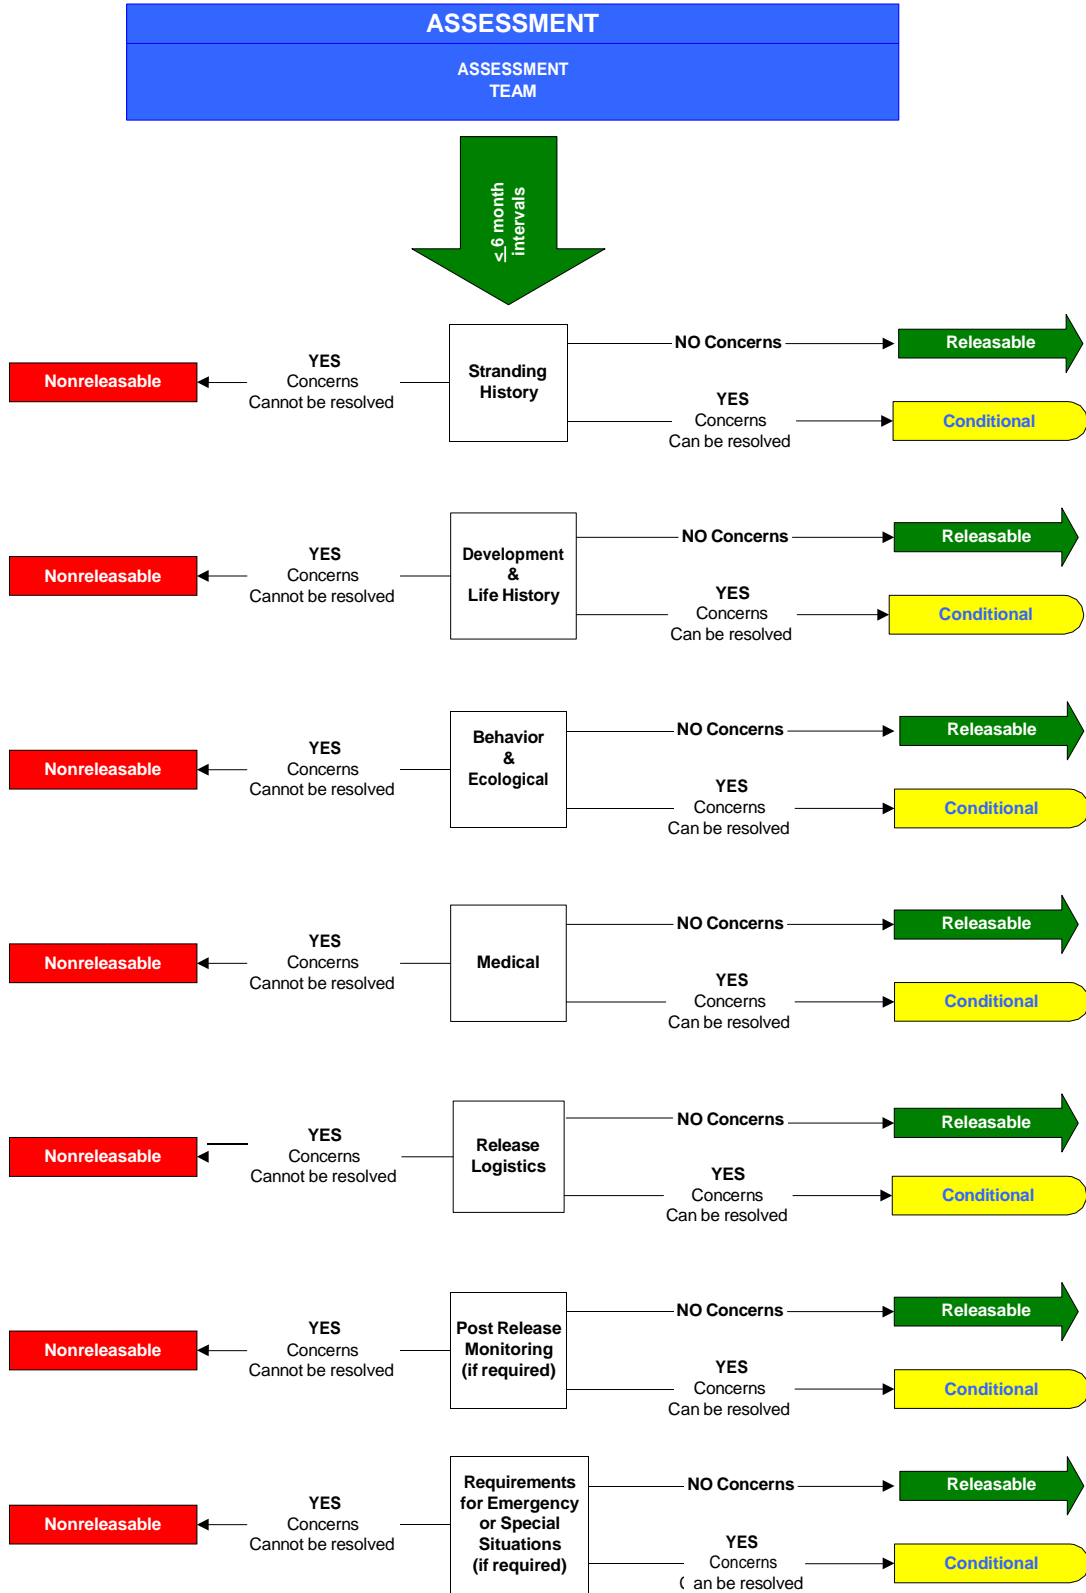 ASSESSMENT
ASSESSMENT
TEAM
≤6 month
intervals
Stranding
History
NO Concerns
Releasable
YES
Concerns
Cannot be resolved
Nonreleasable
YES
Concerns
Can be resolved
Conditional
Development
&
Life History
NO Concerns
Releasable
YES
Concerns
Cannot be resolved
Nonreleasable
YES
Concerns
Can be resolved
Conditional
Behavior
&
Ecological
NO Concerns
Releasable
YES
Concerns
Cannot be resolved
Nonreleasable
YES
Concerns
Can be resolved
Conditional
Medical
NO Concerns
Releasable
YES
Concerns
Cannot be resolved
Nonreleasable
YES
Concerns
Can be resolved
Conditional
Release
Logistics
NO Concerns
Releasable
YES
Concerns
Cannot be resolved
Nonreleasable
YES
Concerns
Can be resolved
Conditional
Post Release
Monitoring
(if required)
NO Concerns
Releasable
YES
Concerns
Cannot be resolved
Nonreleasable
YES
Concerns
Can be resolved
Conditional
Requirements
for Emergency
or Special
Situations
(if required)
NO Concerns
Releasable
YES
Concerns
Cannot be resolved
Nonreleasable
YES
Concerns
Can be resolved
Conditional